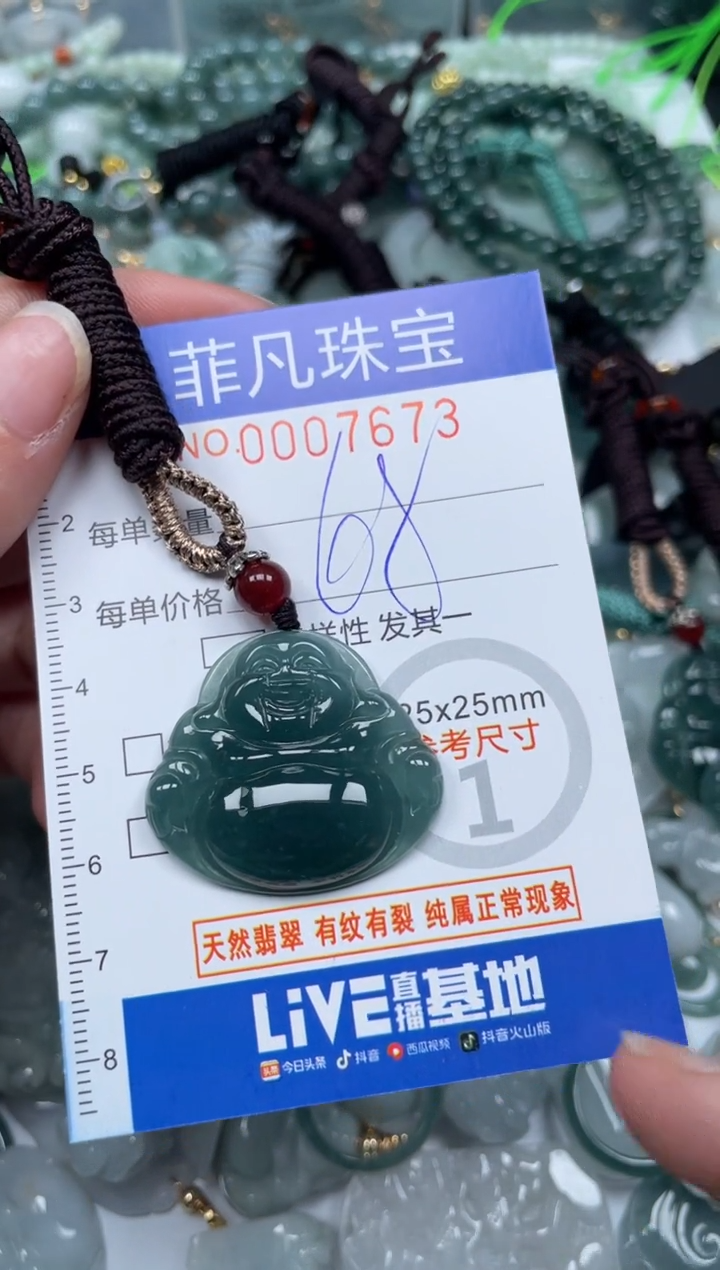 菲凡珠宝
NO.0007673
68
2
每单 量
3
每单价格
样性 发其一
4
25x25mm
5
参考尺寸
1
6
天然翡翠 有纹有裂 纯属正常现象
7
LiVE直播基地
8
头条 今日头条 抖音 西瓜视频 抖音火山版